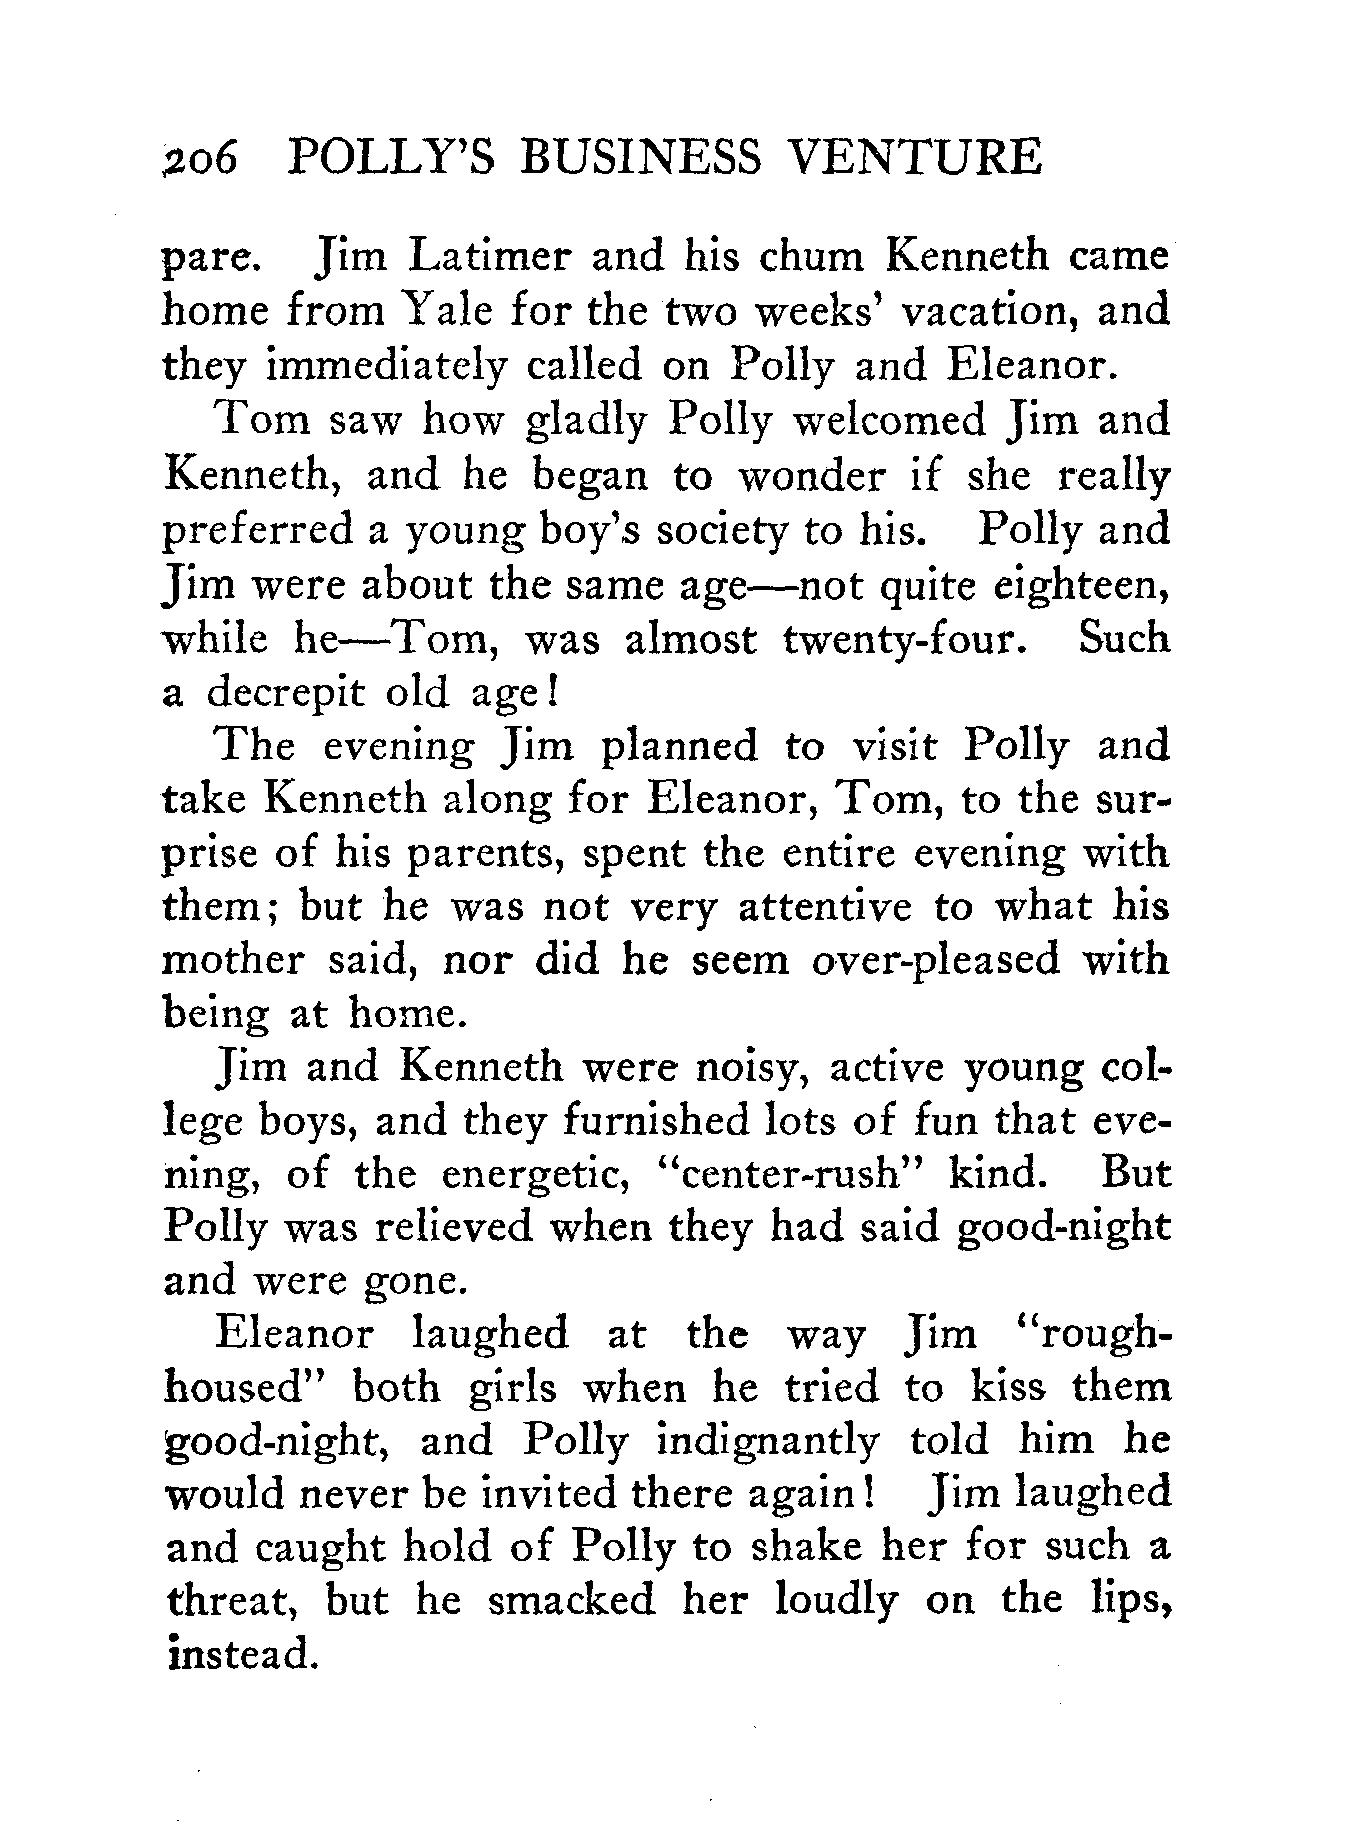 206 POLLY'S BUSINESS VENTURE
pare. Jim Latimer and his chum Kenneth came
home from Yale for the two weeks' vacation, and
they immediately called on Polly and Eleanor.
Tom saw how gladly Polly welcomed Jim and
Kenneth, and he began to wonder if she really
preferred a young boy's society to his. Polly and
Jim were about the same age—not quite eighteen,
while he—Tom, was almost twenty-four. Such
a decrepit old age!
The evening Jim planned to visit Polly and
take Kenneth along for Eleanor, Tom, to the sur-
prise of his parents, spent the entire evening with
them; but he was not very attentive to what his
mother said, nor did he seem over-pleased with
being at home.
Jim and Kenneth were noisy, active young col-
lege boys, and they furnished lots of fun that eve-
ning, of the energetic, "center-rush" kind. But
Polly was relieved when they had said good-night
and were gone.
Eleanor laughed at the way Jim "rough-
housed" both girls when he tried to kiss them
good-night, and Polly indignantly told him he
would never be invited there again! Jim laughed
and caught hold of Polly to shake her for such a
threat, but he smacked her loudly on the lips,
instead.